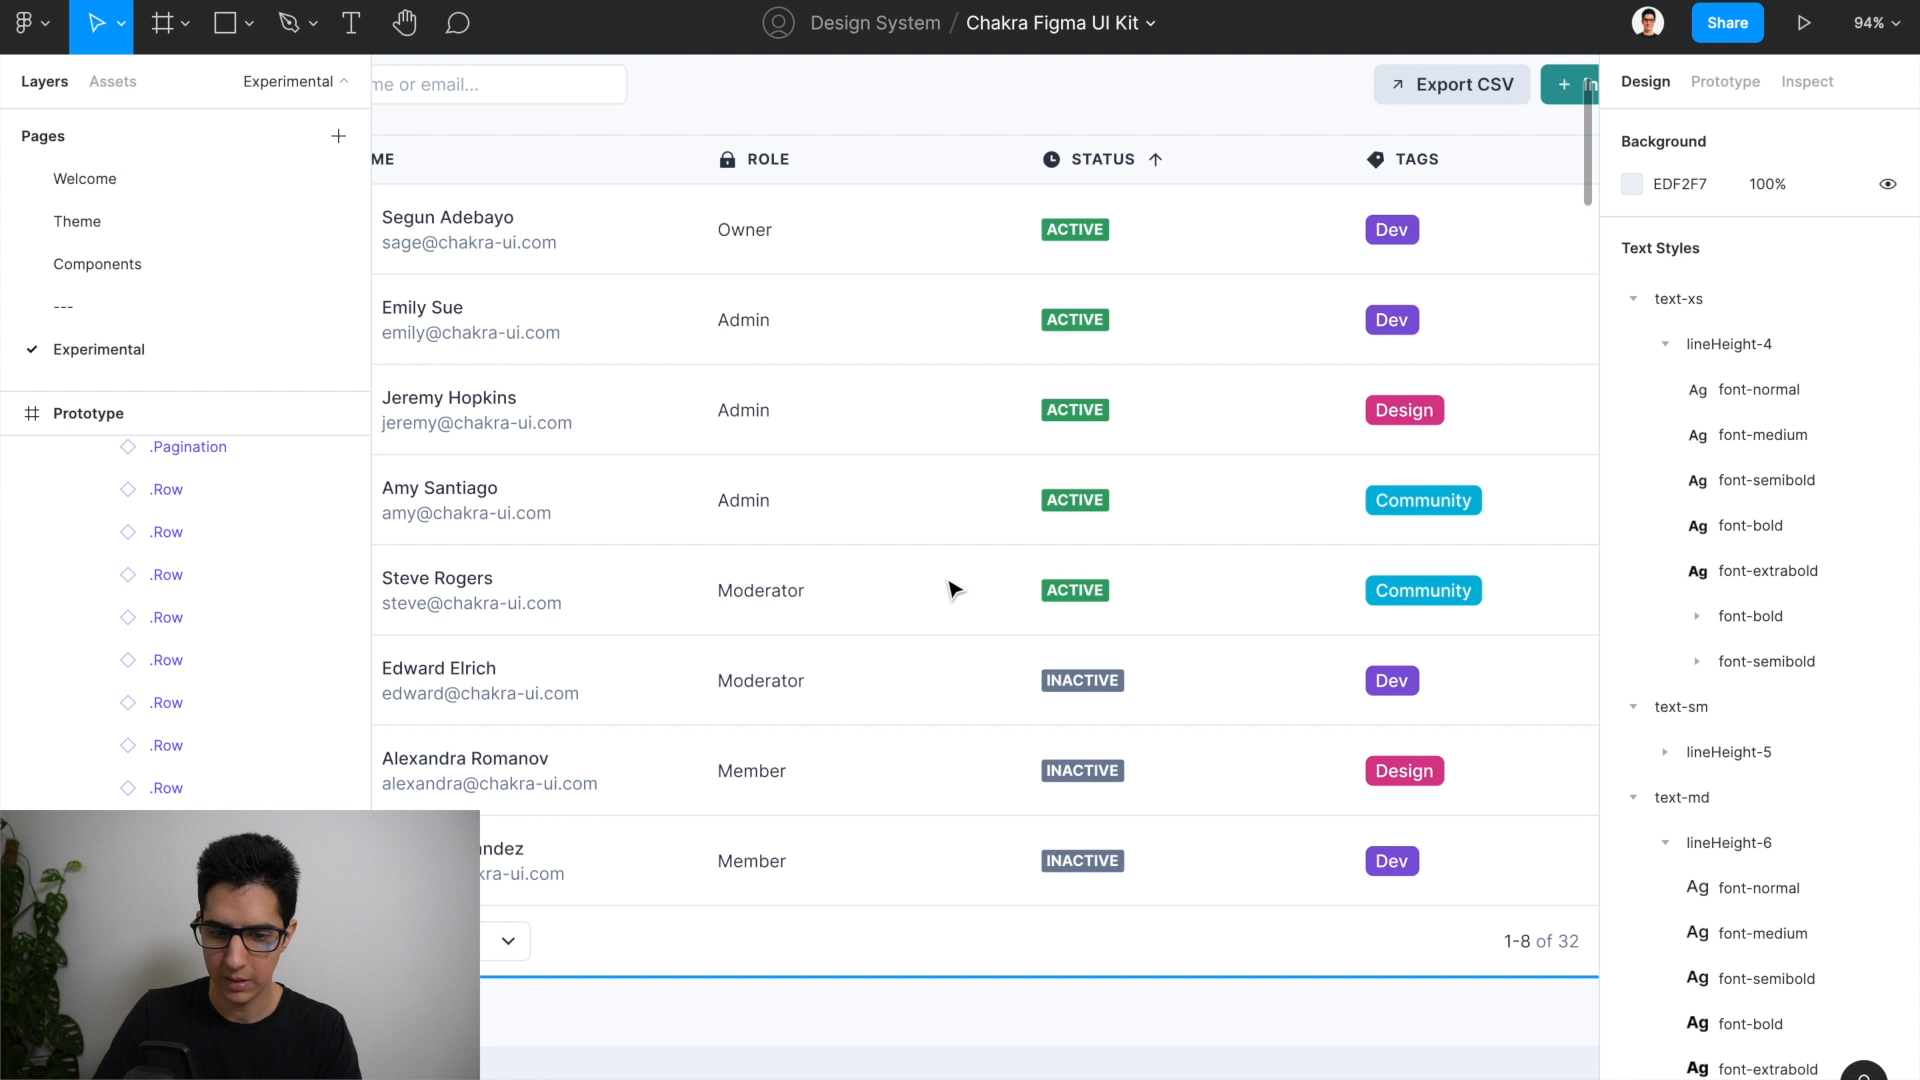 Design System / Chakra Figma UI Kit
Share
94%
Layers
Assets
Experimental
Pages
Welcome
Theme
Components
---
Experimental
Prototype
.Pagination
.Row
.Row
.Row
.Row
.Row
.Row
.Row
.Row
me or email...
Export CSV
+ In
ME
ROLE
STATUS
TAGS
Segun Adebayo
sage@chakra-ui.com
Owner
ACTIVE
Dev
Emily Sue
emily@chakra-ui.com
Admin
ACTIVE
Dev
Jeremy Hopkins
jeremy@chakra-ui.com
Admin
ACTIVE
Design
Amy Santiago
amy@chakra-ui.com
Admin
ACTIVE
Community
Steve Rogers
steve@chakra-ui.com
Moderator
ACTIVE
Community
Edward Elrich
edward@chakra-ui.com
Moderator
INACTIVE
Dev
Alexandra Romanov
alexandra@chakra-ui.com
Member
INACTIVE
Design
ndez
kra-ui.com
Member
INACTIVE
Dev
1-8 of 32
Design
Prototype
Inspect
Background
EDF2F7
100%
Text Styles
text-xs
lineHeight-4
Ag font-normal
Ag font-medium
Ag font-semibold
Ag font-bold
Ag font-extrabold
font-bold
font-semibold
text-sm
lineHeight-5
text-md
lineHeight-6
Ag font-normal
Ag font-medium
Ag font-semibold
Ag font-bold
Ag font-extrabold